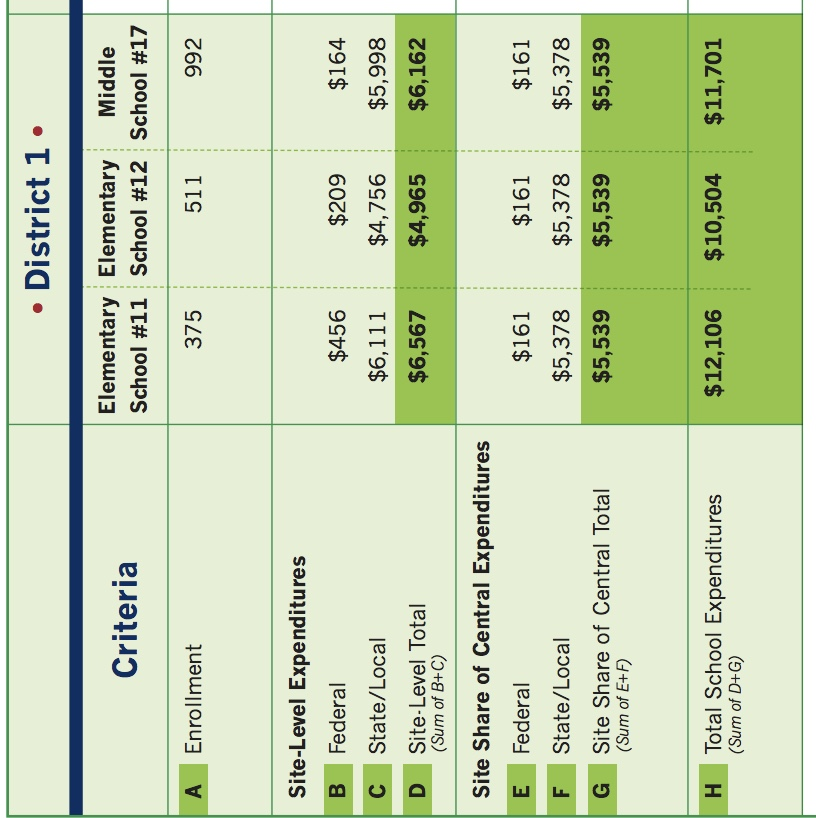 • District 1 •
Criteria Elementary School #11 Elementary School #12 Middle School #17
A Enrollment 375 511 992
Site-Level Expenditures
B Federal $456 $209 $164
C State/Local $6,111 $4,756 $5,998
D Site-Level Total $6,567 $4,965 $6,162
(Sum of B+C)
Site Share of Central Expenditures
E Federal $161 $161 $161
F State/Local $5,378 $5,378 $5,378
G Site Share of Central Total $5,539 $5,539 $5,539
(Sum of E+F)
H Total School Expenditures $12,106 $10,504 $11,701
(Sum of D+G)